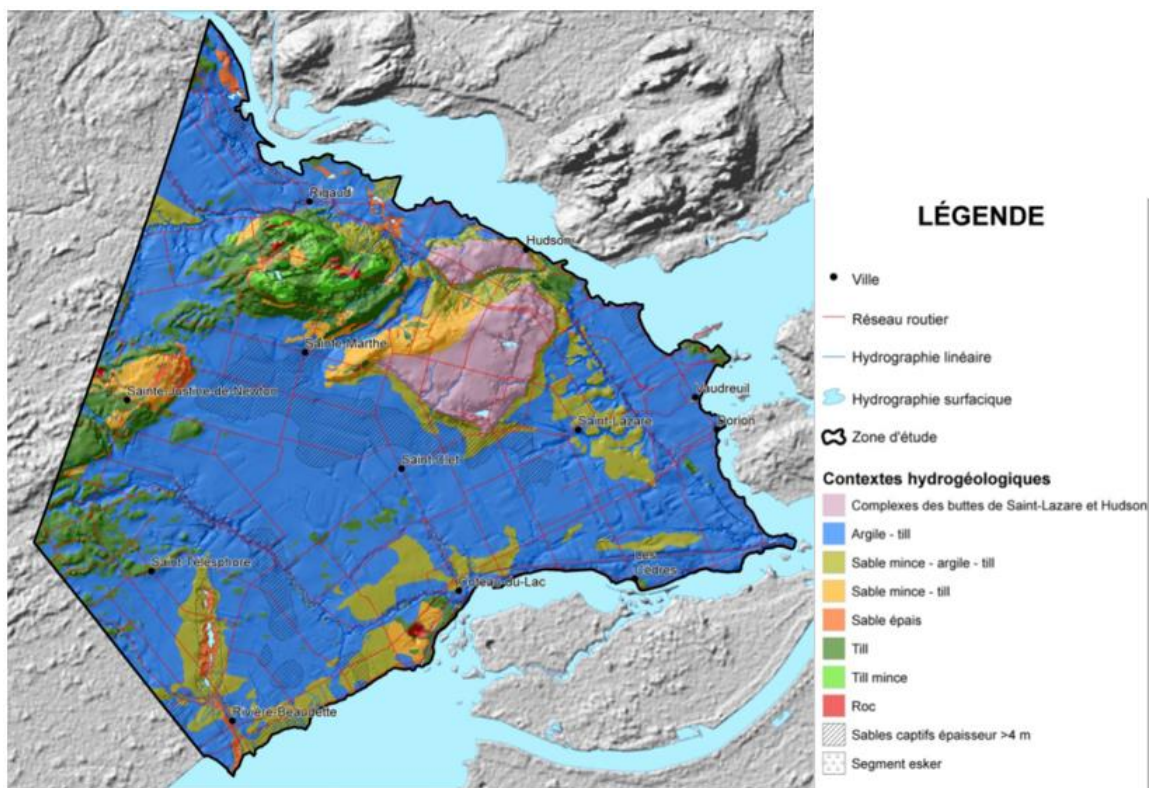 Rigaud
Hudson
Sainte-Marthe
Sainte-Justine-de-Newton
Vaudreuil
Dorion
Saint-Lazare
Saint-Clet
Saint-Télesphore
Les
Cèdres
Coteau-du-Lac
Rivière-Beaudette
LÉGENDE
Ville
Réseau routier
Hydrographie linéaire
Hydrographie surfacique
Zone d'étude
Contextes hydrogéologiques
Complexes des buttes de Saint-Lazare et Hudson
Argile - till
Sable mince - argile - till
Sable mince - till
Sable épais
Till
Till mince
Roc
Sables captifs épaisseur >4 m
Segment esker